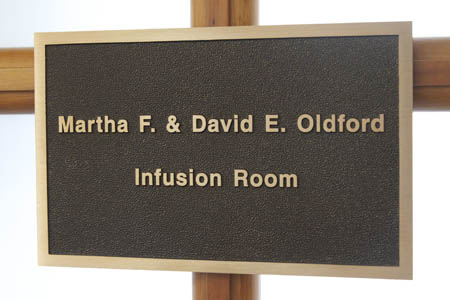 Martha F. & David E. Oldford
Infusion Room